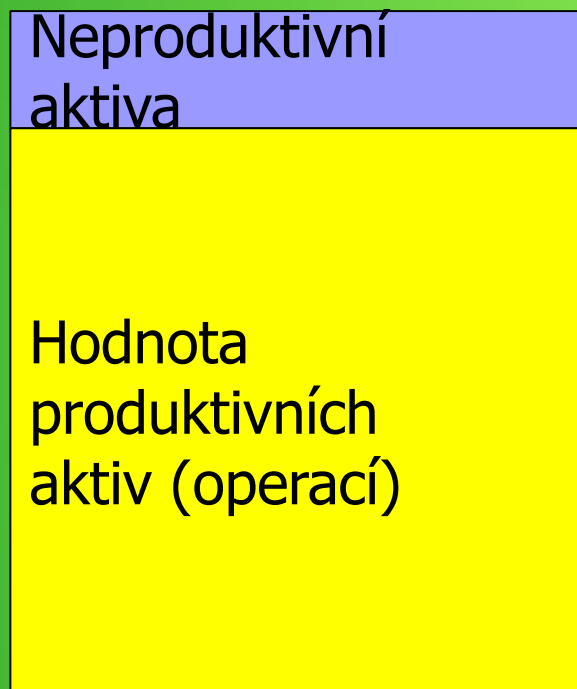 Neproduktivní
aktiva
Hodnota
produktivních
aktiv (operací)